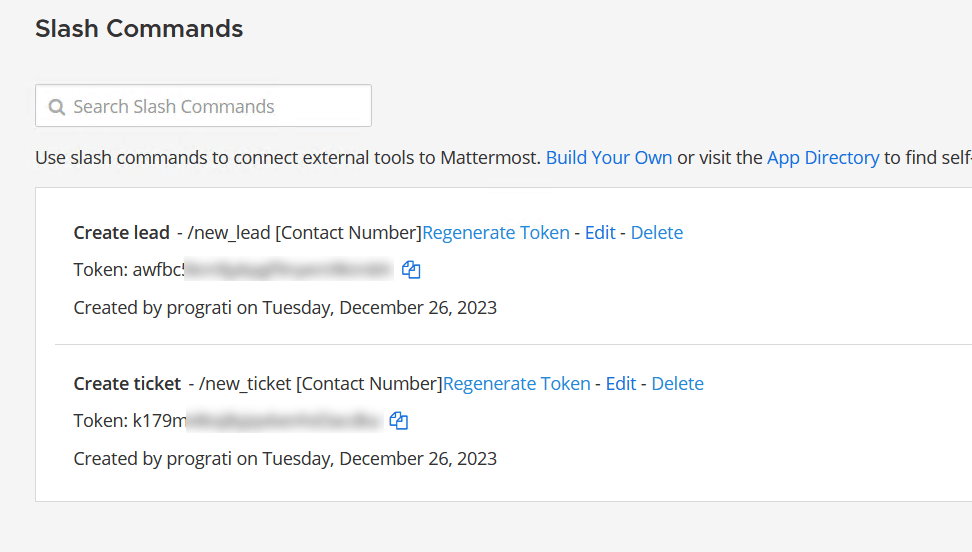 Slash Commands
Search Slash Commands
Use slash commands to connect external tools to Mattermost. Build Your Own or visit the App Directory to find self-
Create lead - /new_lead [Contact Number]Regenerate Token - Edit - Delete
Token: awfbc
Created by prograti on Tuesday, December 26, 2023
Create ticket - /new_ticket [Contact Number]Regenerate Token - Edit - Delete
Token: k179m
Created by prograti on Tuesday, December 26, 2023